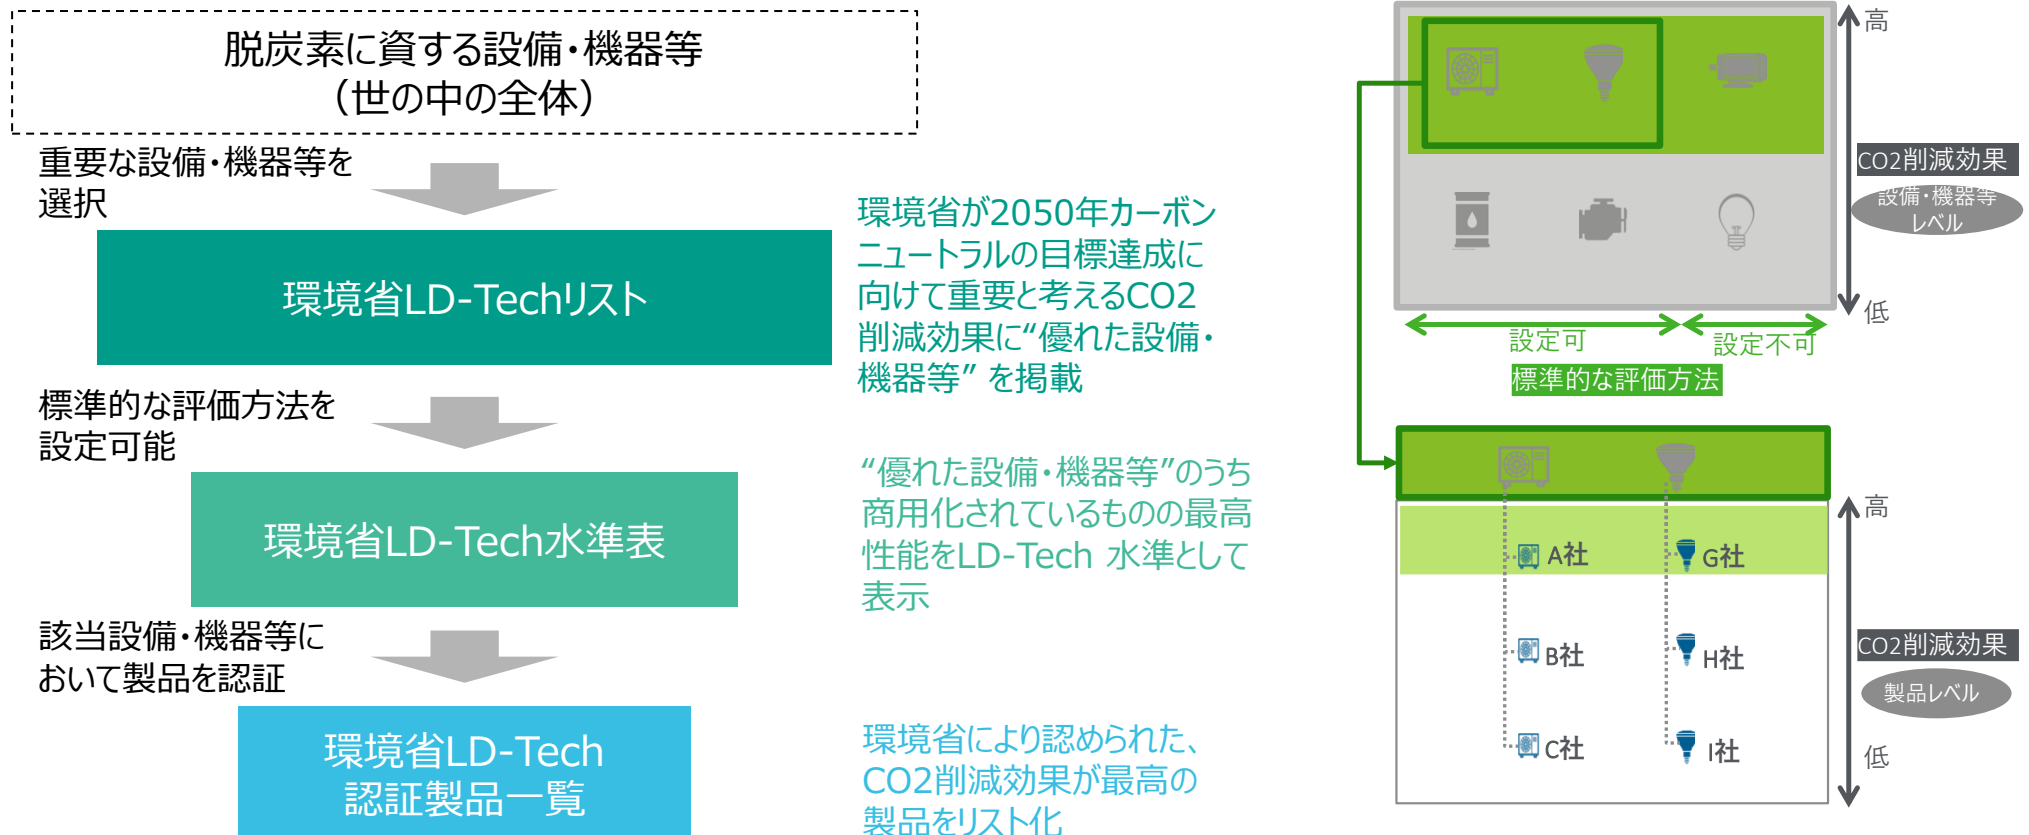 脱炭素に資する設備・機器等
（世の中の全体）
重要な設備・機器等を
選択
環境省LD-Techリスト
環境省が2050年カーボン
ニュートラルの目標達成に
向けて重要と考えるCO2
削減効果に“優れた設備・
機器等” を掲載
標準的な評価方法を
設定可能
環境省LD-Tech水準表
“優れた設備・機器等”のうち
商用化されているものの最高
性能をLD-Tech 水準として
表示
該当設備・機器等に
おいて製品を認証
環境省LD-Tech
認証製品一覧
環境省により認められた、
CO2削減効果が最高の
製品をリスト化
高
CO2削減効果
設備・機器等
レベル
低
設定可
設定不可
標準的な評価方法
高
A社
G社
B社
H社
CO2削減効果
製品レベル
C社
I社
低